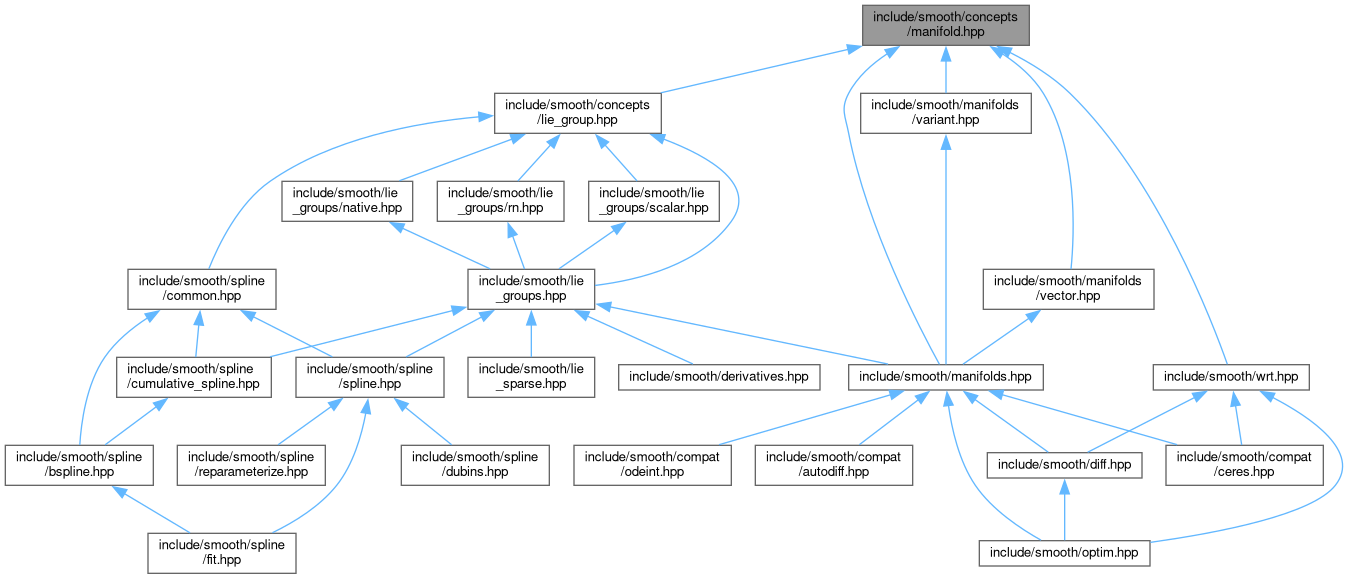 include/smooth/concepts
/manifold.hpp
include/smooth/concepts
/lie_group.hpp
include/smooth/manifolds
/variant.hpp
include/smooth/lie
_groups/native.hpp
include/smooth/lie
_groups/rn.hpp
include/smooth/lie
_groups/scalar.hpp
include/smooth/spline
/common.hpp
include/smooth/lie
_groups.hpp
include/smooth/manifolds
/vector.hpp
include/smooth/spline
/cumulative_spline.hpp
include/smooth/spline
/spline.hpp
include/smooth/lie
_sparse.hpp
include/smooth/derivatives.hpp
include/smooth/manifolds.hpp
include/smooth/wrt.hpp
include/smooth/spline
/bspline.hpp
include/smooth/spline
/reparameterize.hpp
include/smooth/spline
/dubins.hpp
include/smooth/compat
/odeint.hpp
include/smooth/compat
/autodiff.hpp
include/smooth/diff.hpp
include/smooth/compat
/ceres.hpp
include/smooth/spline
/fit.hpp
include/smooth/optim.hpp